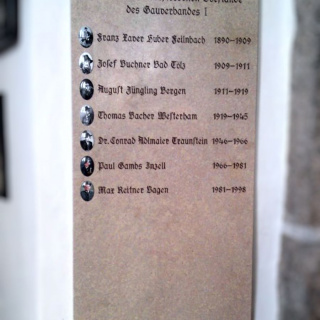 des Gauverbandes I
Franz Xaver Huber Feilnbach 1890–1909
Josef Buchner Bad Tölz 1909–1911
August Jüngling Bergen 1911–1919
Thomas Bacher Westerham 1919–1945
Dr. Conrad Adlmaier Traunstein 1946–1966
Paul Gambs Inzell 1966–1981
Max Reitner Hagen 1981–1998